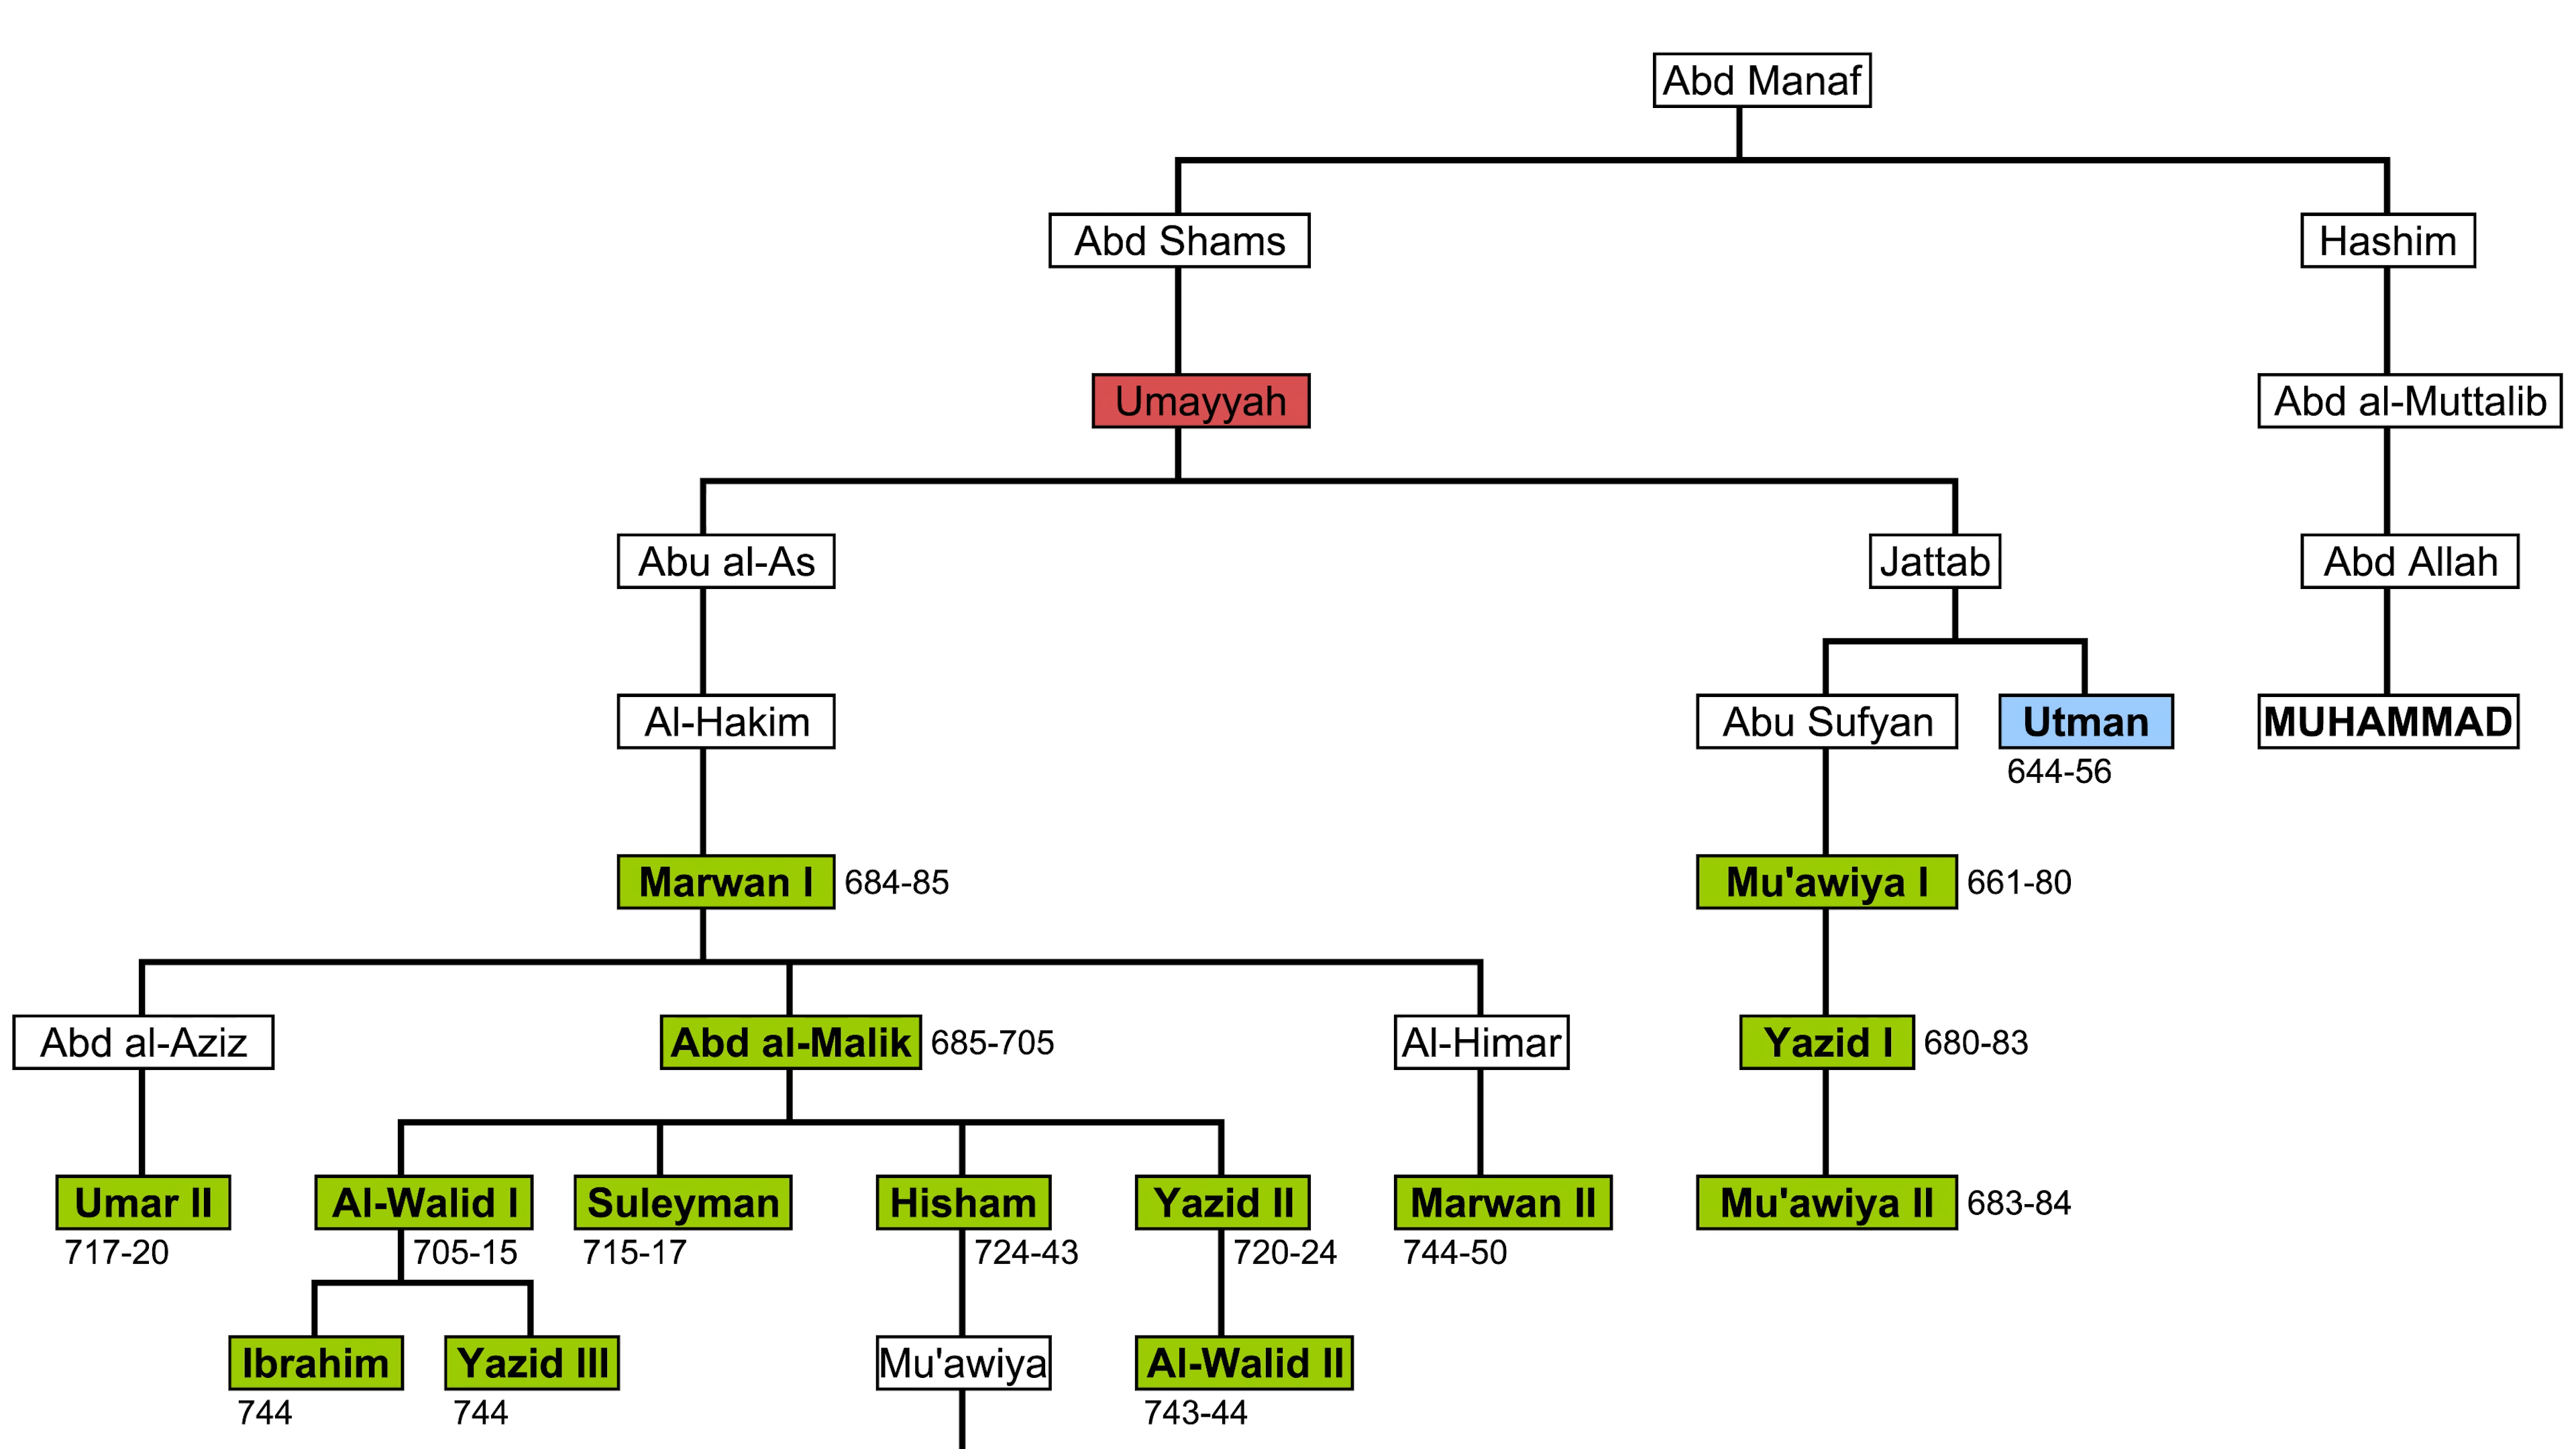 Abd Manaf
Abd Shams
Hashim
Umayyah
Abd al-Muttalib
Abu al-As
Jattab
Abd Allah
Al-Hakim
Abu Sufyan
Utman
MUHAMMAD
644-56
Marwan I
684-85
Mu'awiya I
661-80
Abd al-Aziz
Abd al-Malik
685-705
Al-Himar
Yazid I
680-83
Umar II
Al-Walid I
Suleyman
Hisham
Yazid II
Marwan II
Mu'awiya II
683-84
717-20
705-15
715-17
724-43
720-24
744-50
Ibrahim
Yazid III
Mu'awiya
Al-Walid II
744
744
743-44